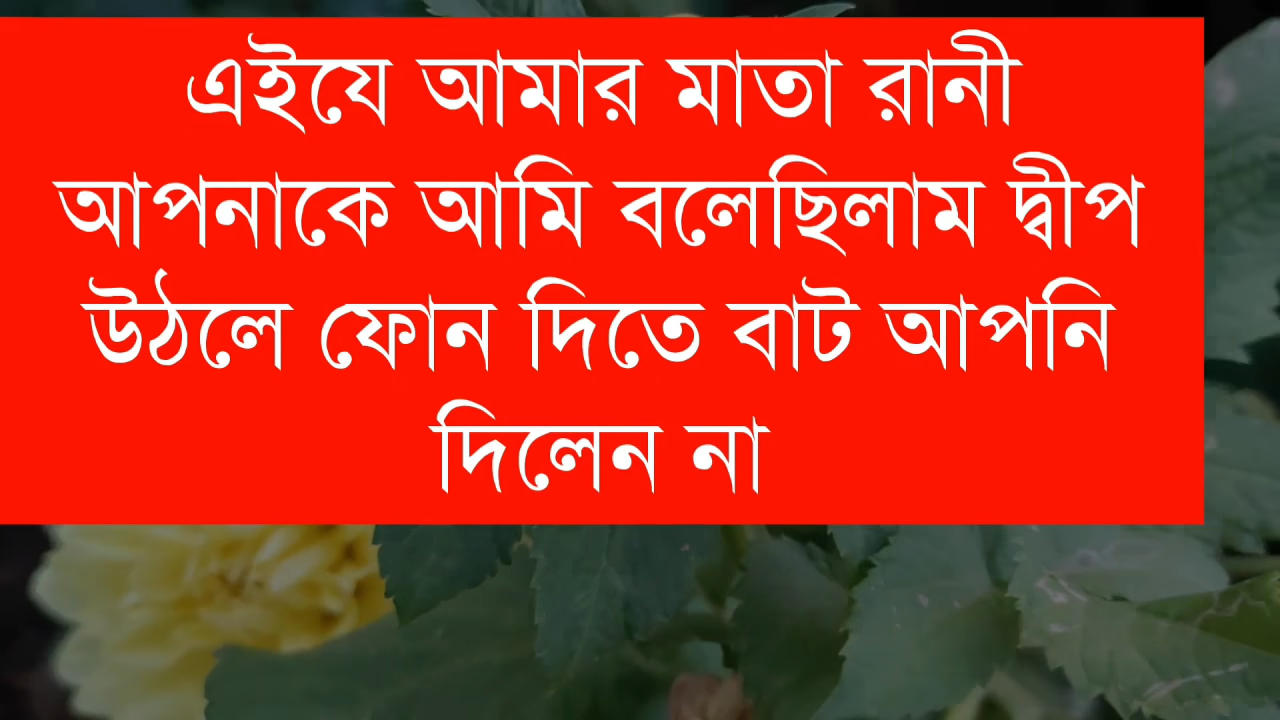 এইযে আমার মাতা রানী
আপনাকে আমি বলেছিলাম দ্বীপ
উঠলে ফোন দিতে বাট আপনি
দিলেন না